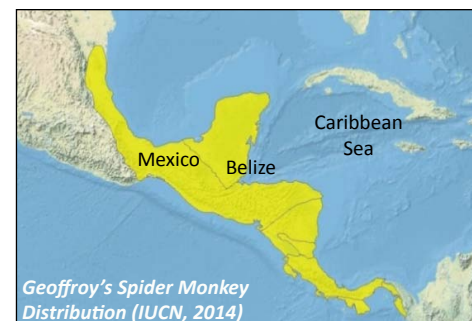 Caribbean
Sea
Mexico
Belize
Geoffroy’s Spider Monkey
Distribution (IUCN, 2014)